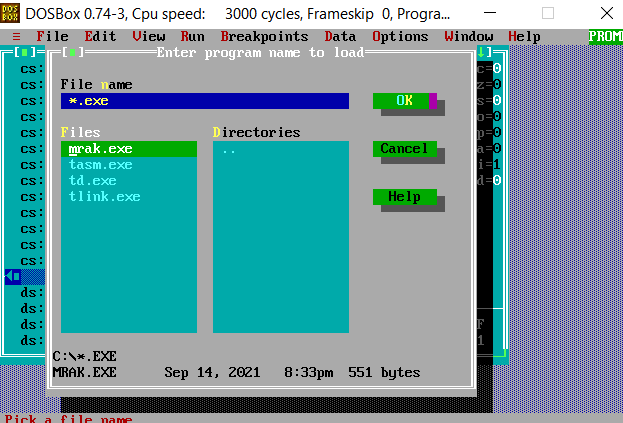 DOSBox 0.74-3, Cpu speed: 3000 cycles, Frameskip 0, Progra...
≡ File Edit View Run Breakpoints Data Options Window Help PROM
Enter program name to load
File name
*.exe
OK
Files Directories
mrak.exe ..
tasm.exe
td.exe
tlink.exe
Cancel
Help
cs:
cs:
cs:
cs:
cs:
cs:
cs:
cs:
cs:
cs:
cs:
cs:
cs:
ds:
ds:
ds:
ds:
c=0
z=0
s=0
o=0
p=0
a=0
i=1
d=0
F
1
C:\*.EXE
MRAK.EXE Sep 14, 2021 8:33pm 551 bytes
Pick a file name